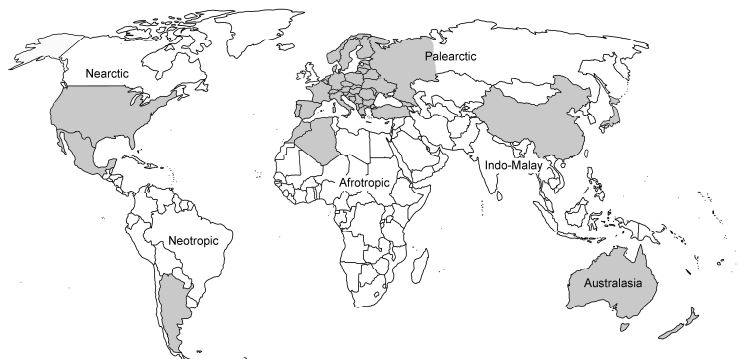 Palearctic
Nearctic
Indo-Malay
Afrotropic
Neotropic
Australasia